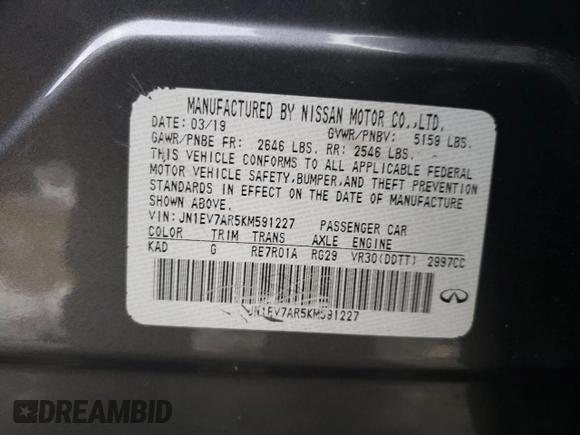 MANUFACTURED BY NISSAN MOTOR CO.,LTD.
DATE: 03/19 GVWR/PNBV: 5159 LBS.
GAWR/PNBE FR: 2646 LBS. RR: 2546 LBS.
THIS VEHICLE CONFORMS TO ALL APPLICABLE FEDERAL
MOTOR VEHICLE SAFETY, BUMPER, AND THEFT PREVENTION
STANDARDS IN EFFECT ON THE DATE OF MANUFACTURE
SHOWN ABOVE.
VIN: JN1EV7AR5KM591227 PASSENGER CAR
COLOR TRIM TRANS AXLE ENGINE
KAD G RE7R01A RG29 VR30(DDTT) 2997CC
JN1EV7AR5KM591227
DREAMBID